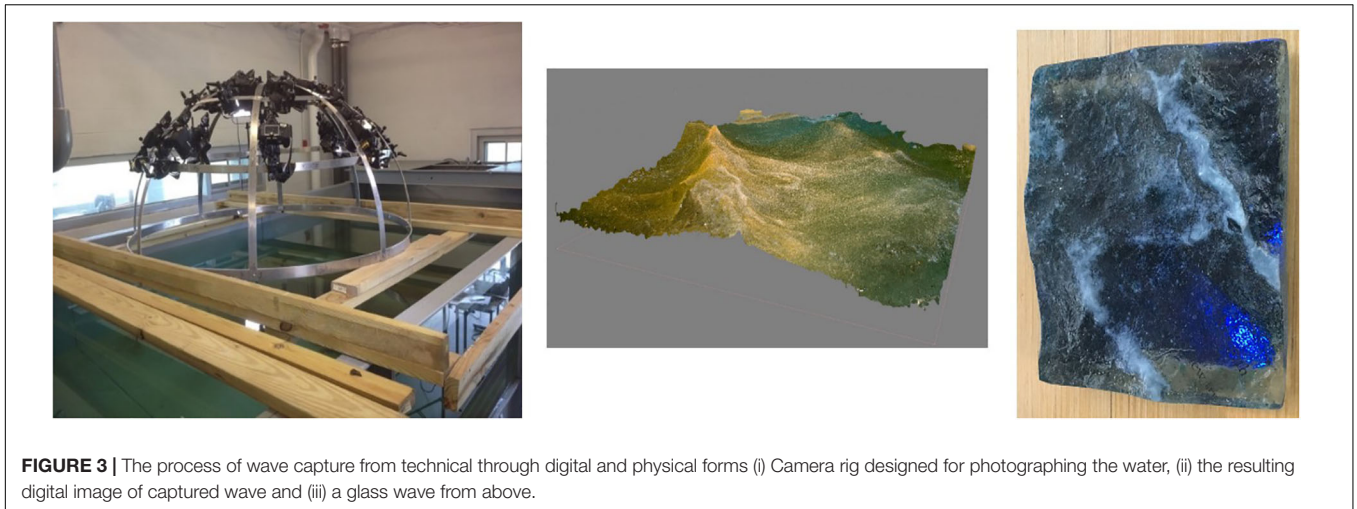 FIGURE 3 | The process of wave capture from technical through digital and physical forms (i) Camera rig designed for photographing the water, (ii) the resulting
digital image of captured wave and (iii) a glass wave from above.